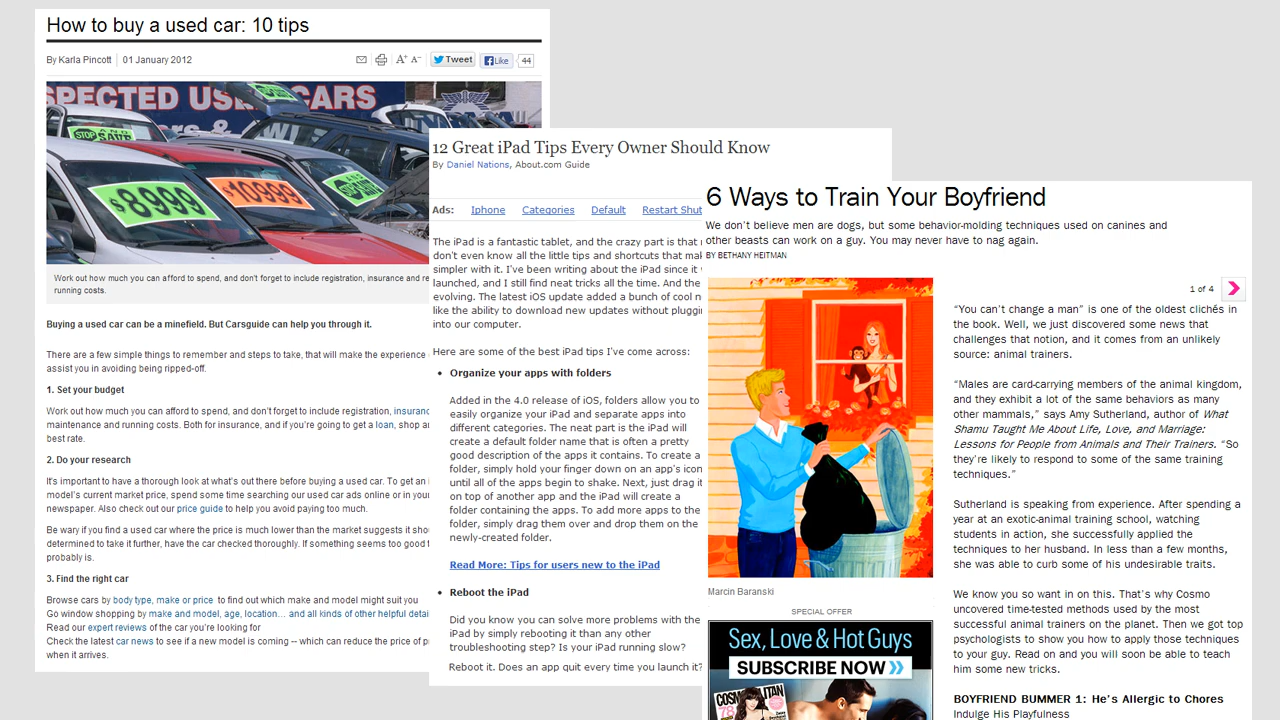 How to buy a used car: 10 tips
By Karla Pincott
01 January 2012
A+ A-
Tweet
Like
44
SPECTED USED CARS
STOP AND SAVE
$8999
$10999
Work out how much you can afford to spend, and don't forget to include registration, insurance and re
running costs.
Buying a used car can be a minefield. But Carsguide can help you through it.
There are a few simple things to remember and steps to take, that will make the experience
assist you in avoiding being ripped-off.
1. Set your budget
Work out how much you can afford to spend, and don't forget to include registration, insuranc
maintenance and running costs. Both for insurance, and if you're going to get a loan, shop ar
best rate.
2. Do your research
It's important to have a thorough look at what's out there before buying a used car. To get an i
model's current market price, spend some time searching our used car ads online or in your
newspaper. Also check out our price guide to help you avoid paying too much.
Be wary if you find a used car where the price is much lower than the market suggests it sho
determined to take it further, have the car checked thoroughly. If something seems too good t
probably is.
3. Find the right car
Browse cars by body type, make or price to find out which make and model might suit you
Go window shopping by make and model, age, location... and all kinds of other helpful detai
Read our expert reviews of the car you're looking for
Check the latest car news to see if a new model is coming -- which can reduce the price of p
when it arrives.
12 Great iPad Tips Every Owner Should Know
By Daniel Nations, About.com Guide
Ads: Iphone Categories Default Restart Shut
The iPad is a fantastic tablet, and the crazy part is that
don't even know all the little tips and shortcuts that mak
simpler with it. I've been writing about the iPad since it
launched, and I still find neat tricks all the time. And the
evolving. The latest iOS update added a bunch of cool n
like the ability to download new updates without pluggi
into our computer.
Here are some of the best iPad tips I've come across:
• Organize your apps with folders
Added in the 4.0 release of iOS, folders allow you to
easily organize your iPad and separate apps into
different categories. The neat part is the iPad will
create a default folder name that is often a pretty
good description of the apps it contains. To create a
folder, simply hold your finger down on an app's icon
until all of the apps begin to shake. Next, just drag it
on top of another app and the iPad will create a
folder containing the apps. To add more apps to the
folder, simply drag them over and drop them on the
newly-created folder.
Read More: Tips for users new to the iPad
• Reboot the iPad
Did you know you can solve more problems with the
iPad by simply rebooting it than any other
troubleshooting step? Is your iPad running slow?
Reboot it. Does an app quit every time you launch it?
6 Ways to Train Your Boyfriend
We don't believe men are dogs, but some behavior-molding techniques used on canines and
other beasts can work on a guy. You may never have to nag again.
BY BETHANY HEITMAN
1 of 4
Marcin Baranski
SPECIAL OFFER
Sex, Love & Hot Guys
SUBSCRIBE NOW
COSMOPOLITAN
78
"You can't change a man" is one of the oldest clichés in
the book. Well, we just discovered some news that
challenges that notion, and it comes from an unlikely
source: animal trainers.
"Males are card-carrying members of the animal kingdom,
and they exhibit a lot of the same behaviors as many
other mammals," says Amy Sutherland, author of What
Shamu Taught Me About Life, Love, and Marriage:
Lessons for People from Animals and Their Trainers. "So
they're likely to respond to some of the same training
techniques."
Sutherland is speaking from experience. After spending a
year at an exotic-animal training school, watching
students in action, she successfully applied the
techniques to her husband. In less than a few months,
she was able to curb some of his undesirable traits.
We know you so want in on this. That's why Cosmo
uncovered time-tested methods used by the most
successful animal trainers on the planet. Then we got top
psychologists to show you how to apply those techniques
to your guy. Read on and you will soon be able to teach
him some new tricks.
BOYFRIEND BUMMER 1: He's Allergic to Chores
Indulge His Playfulness